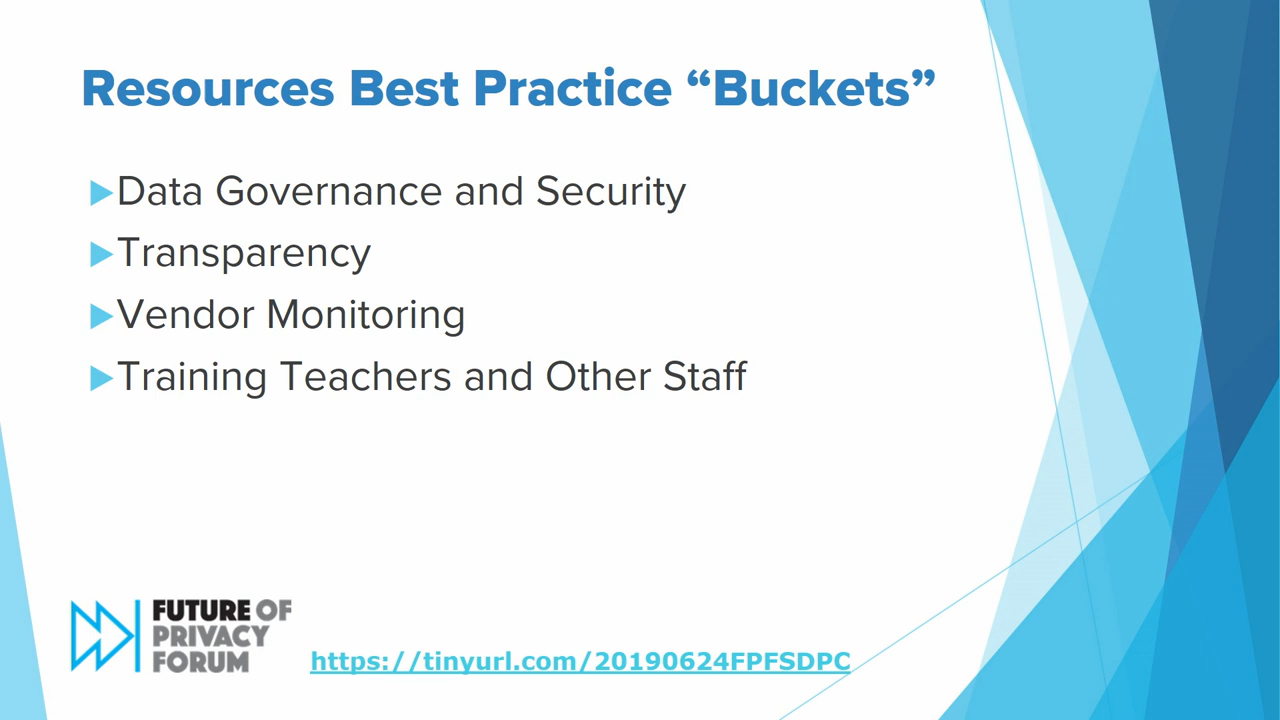 Resources Best Practice “Buckets”
Data Governance and Security
Transparency
Vendor Monitoring
Training Teachers and Other Staff
FUTURE OF
PRIVACY
FORUM
https://tinyurl.com/20190624FPFSDPC